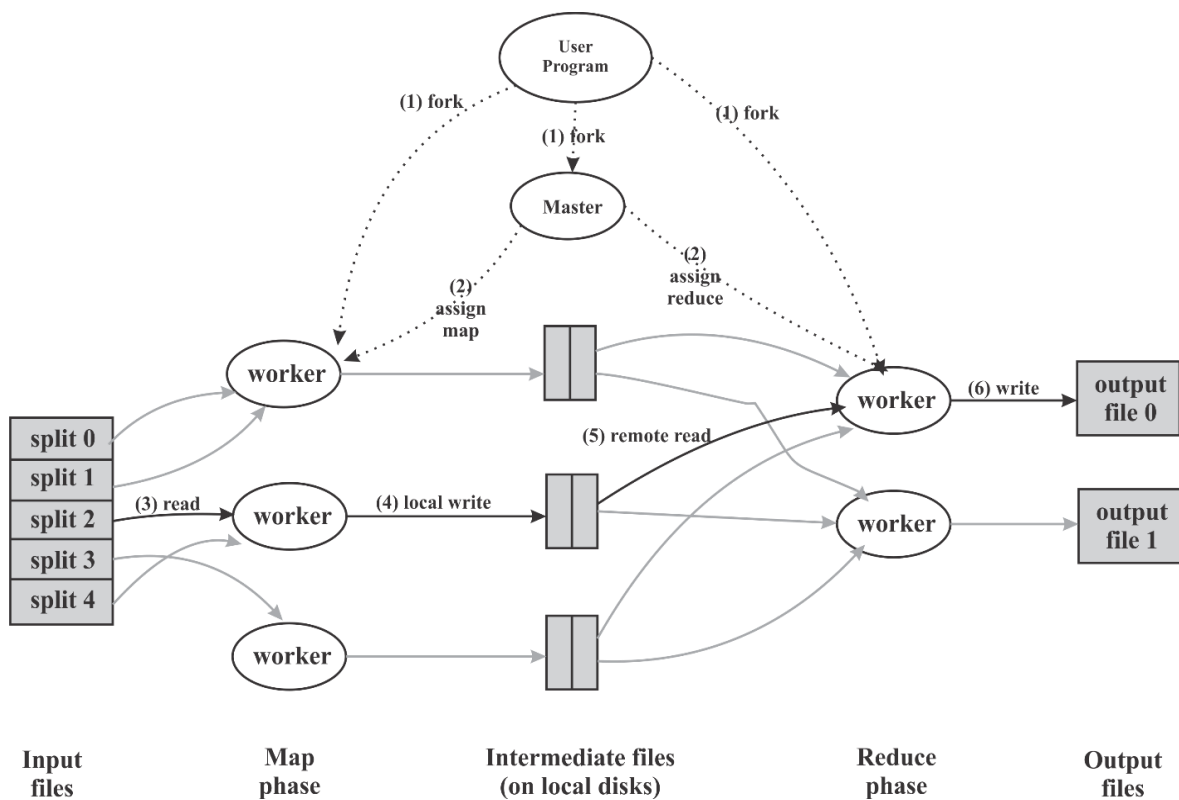 User
Program
(1) fork
(1) fork
(1) fork
Master
(2)
assign
map
(2)
assign
reduce
worker
worker
(6) write
output
file 0
split 0
split 1
split 2
split 3
split 4
(3) read
worker
(4) local write
(5) remote read
worker
output
file 1
worker
Input
files
Map
phase
Intermediate files
(on local disks)
Reduce
phase
Output
files